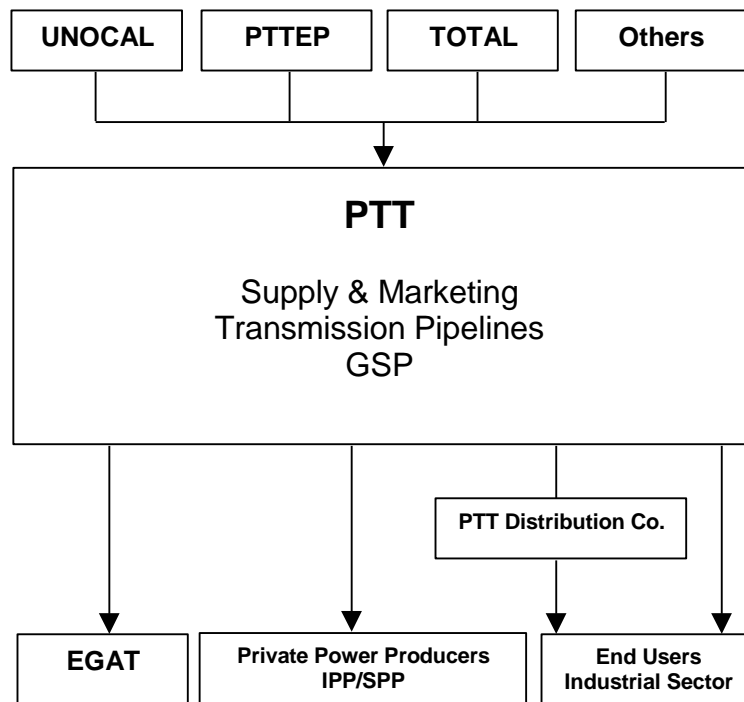 UNOCAL
PTTEP
TOTAL
Others
PTT
Supply & Marketing
Transmission Pipelines
GSP
PTT Distribution Co.
EGAT
Private Power Producers
IPP/SPP
End Users
Industrial Sector